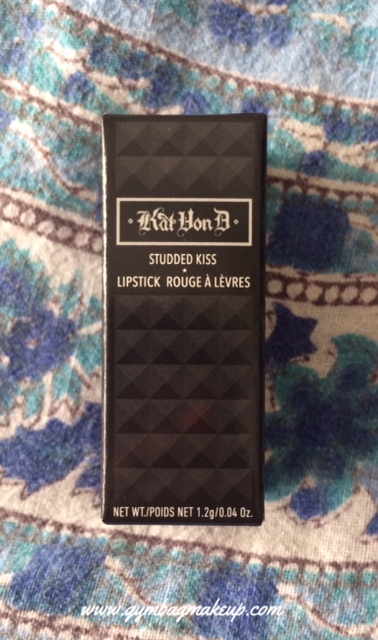 ·Kat Von D·
STUDDED KISS
•
LIPSTICK ROUGE À LÈVRES
NET WT./POIDS NET 1.2g/0.04 Oz.
www.gymbagmakeup.com